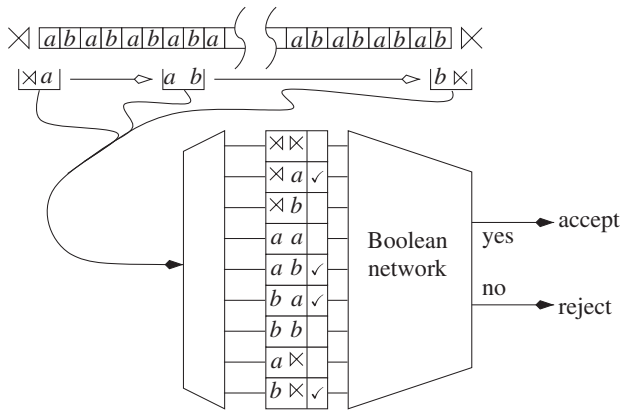 ⋊ a b a b a b a b a a b a b a b a b ⋉
⋊ a a b b ⋉
⋊ ⋉
⋊ a ✓
⋊ b
a a
a b ✓
b a ✓
b b
a ⋉
b ⋉ ✓
Boolean
network
yes
accept
no
reject